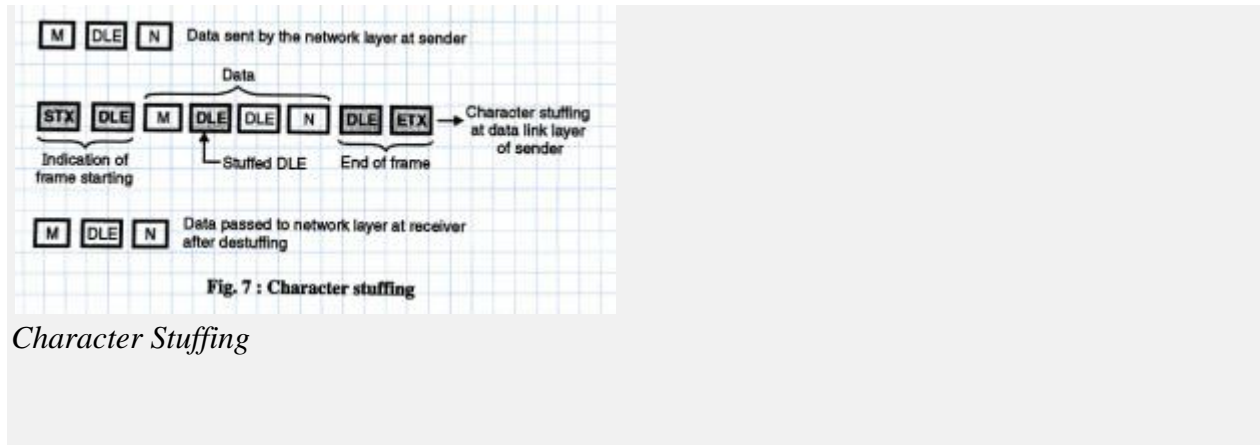 M DLE N Data sent by the network layer at sender
Data
STX DLE M DLE DLE N DLE ETX Character stuffing
at data link layer
of sender
Indication of
frame starting
Stuffed DLE
End of frame
M DLE N Data passed to network layer at receiver
after destuffing
Fig. 7 : Character stuffing
Character Stuffing